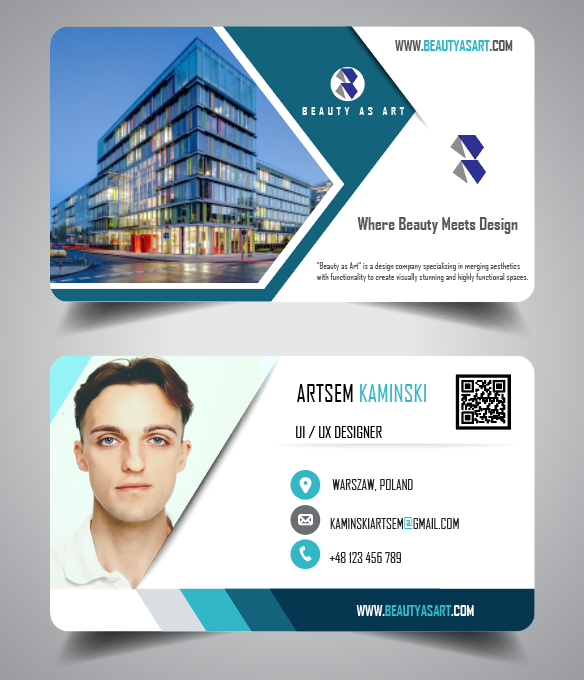 WWW.BEAUTYASART.COM
BEAUTY AS ART
Where Beauty Meets Design
"Beauty as Art" is a design company specializing in merging aesthetics
with functionality to create visually stunning and highly functional spaces.
ARTSEM KAMINSKI
UI / UX DESIGNER
WARSZAW, POLAND
KAMINSKIARTSEM@GMAIL.COM
+48 123 456 789
WWW.BEAUTYASART.COM